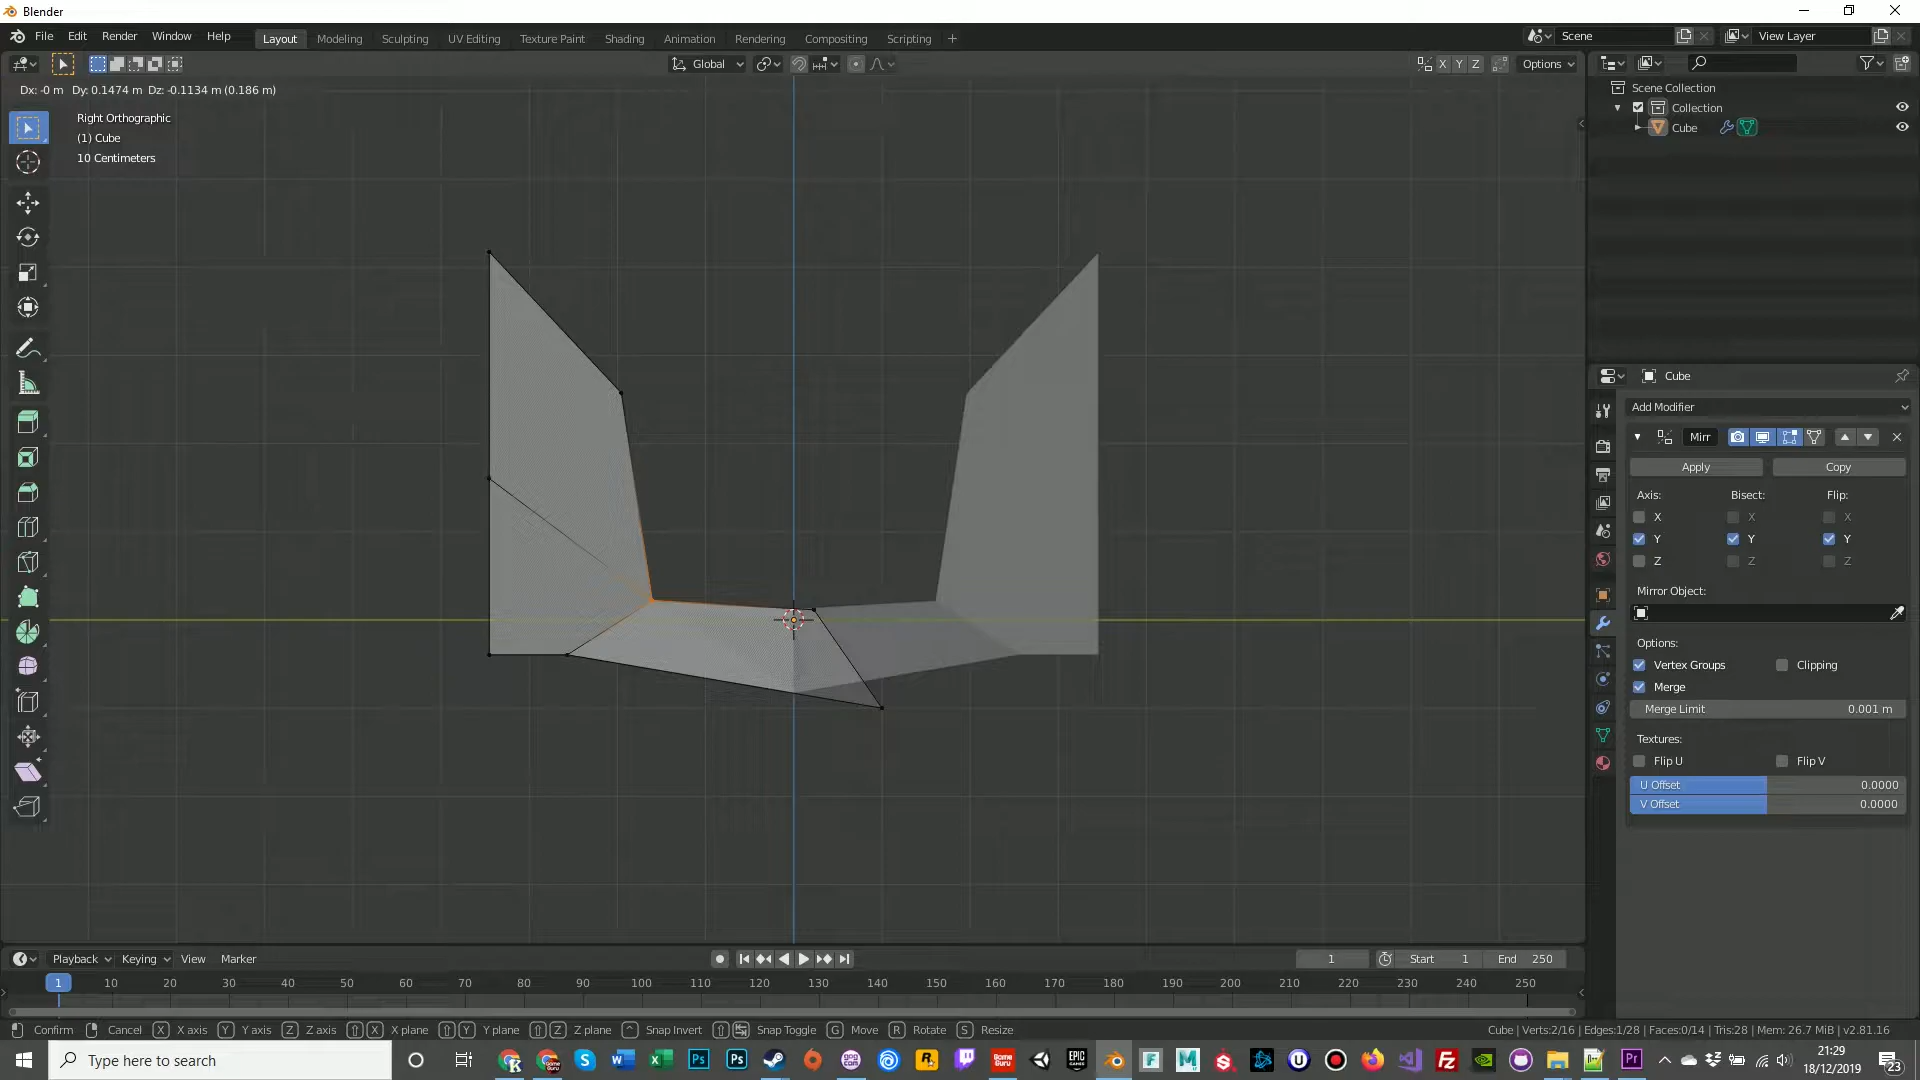 Blender
File Edit Render Window Help
Layout Modeling Sculpting UV Editing Texture Paint Shading Animation Rendering Compositing Scripting
Scene
View Layer
Global
X Y Z
Options
Dx: -0 m Dy: 0.1474 m Dz: -0.1134 m (0.186 m)
Right Orthographic
(1) Cube
10 Centimeters
Scene Collection
Collection
Cube
Cube
Add Modifier
Mirr
Apply Copy
Axis: Bisect: Flip:
X X X
Y Y Y
Z Z Z
Mirror Object:
Options:
Vertex Groups Clipping
Merge
Merge Limit 0.001 m
Textures:
Flip U Flip V
U Offset 0.0000
V Offset 0.0000
Playback Keying View Marker
1 Start 1 End 250
1 10 20 30 40 50 60 70 80 90 100 110 120 130 140 150 160 170 180 190 200 210 220 230 240 250
Confirm Cancel X X axis Y Y axis Z Z axis X X plane Y Y plane Z Z plane Snap Invert Snap Toggle G Move R Rotate S Resize
Cube | Verts:2/16 | Edges:1/28 | Faces:0/14 | Tris:28 | Mem: 26.7 MiB | v2.81.16
Type here to search
21:29
18/12/2019
23